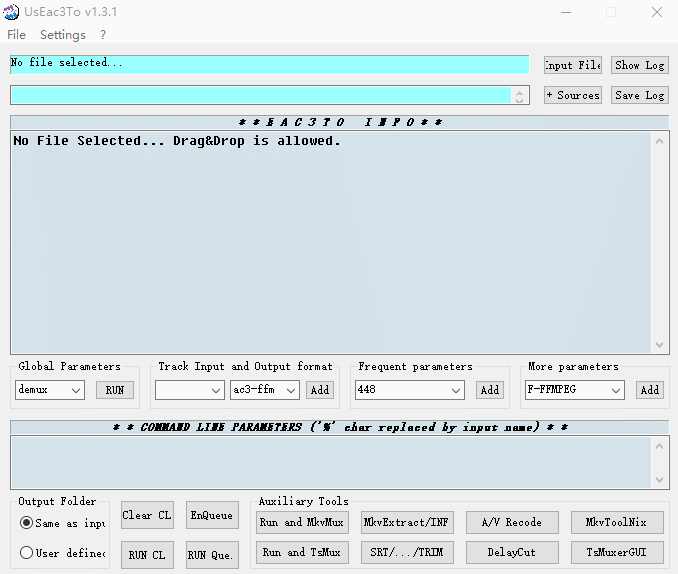 UsEac3To v1.3.1
File Settings ?
No file selected...
Input File Show Log
+ Sources Save Log
* * E A C 3 T O I N F O * *
No File Selected... Drag&Drop is allowed.
Global Parameters Track Input and Output format Frequent parameters More parameters
demux RUN ac3-ffm Add 448 Add F-FFMPEG Add
* * COMMAND LINE PARAMETERS ('%' char replaced by input name) * *
Output Folder Auxiliary Tools
Same as inpu Clear CL EnQueue Run and MkvMux MkvExtract/INF A/V Recode MkvToolNix
User define RUN CL RUN Que. Run and TsMux SRT/.../TRIM DelayCut TsMuxerGUI